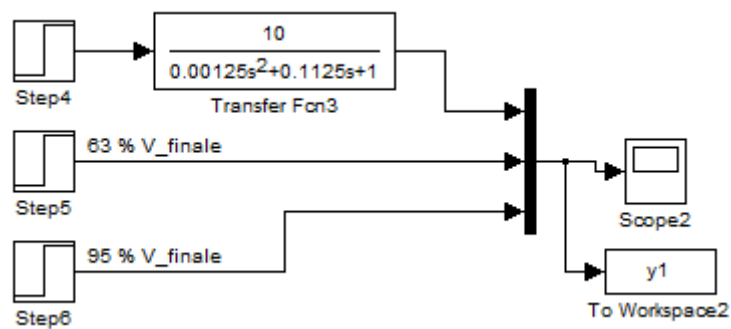 10
0.00125s²+0.1125s+1
Step4
Transfer Fcn3
63 % V_finale
Step5
Scope2
95 % V_finale
y1
Step6
To Workspace2